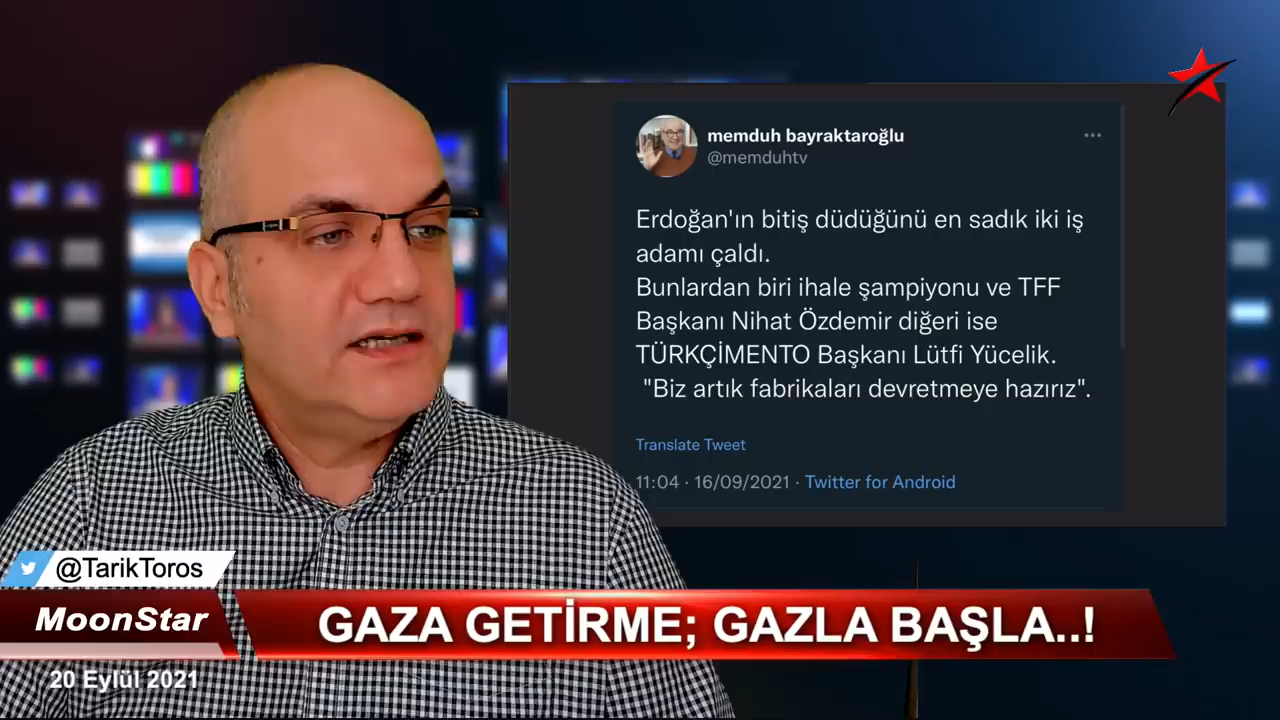 memduh bayraktaroğlu
@memduhtv
Erdoğan'ın bitiş düdüğünü en sadık iki iş
adamı çaldı.
Bunlardan biri ihale şampiyonu ve TFF
Başkanı Nihat Özdemir diğeri ise
TÜRKÇİMENTO Başkanı Lütfi Yücelik.
"Biz artık fabrikaları devretmeye hazırız".
Translate Tweet
11:04 · 16/09/2021 · Twitter for Android
@TarikToros
MoonStar
GAZA GETİRME; GAZLA BAŞLA..!
20 Eylül 2021